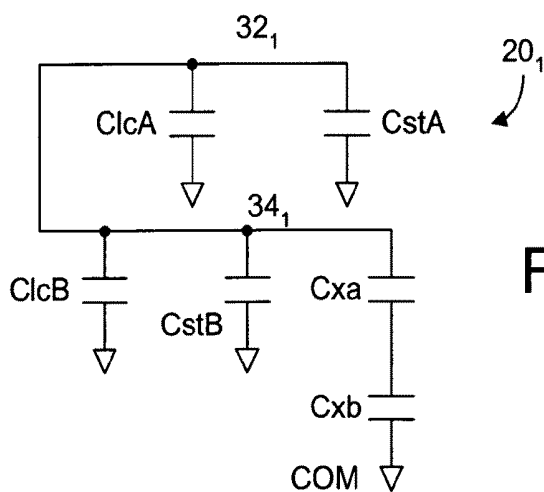 32₁
20₁
ClcA
CstA
34₁
ClcB
CstB
Cxa
F
Cxb
COM